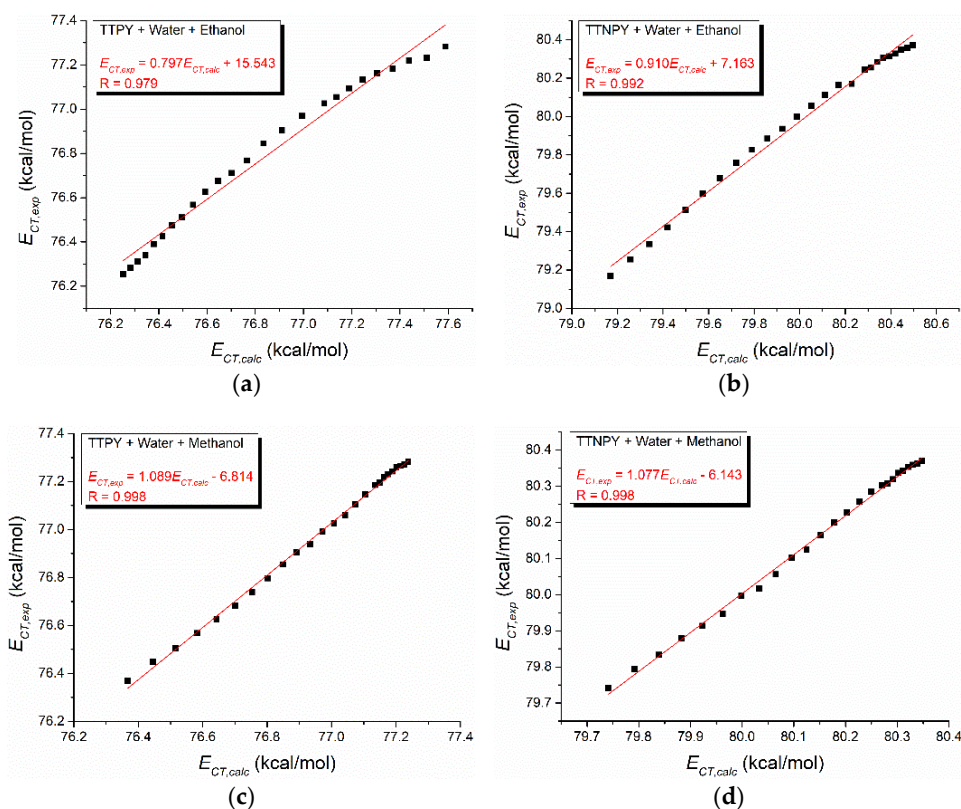 TTPY + Water + Ethanol
E_CT,exp = 0.797E_CT,calc + 15.543
R = 0.979
77.4
77.2
77.0
76.8
76.6
76.4
76.2
E_CT,exp (kcal/mol)
76.2 76.4 76.6 76.8 77.0 77.2 77.4 77.6
E_CT,calc (kcal/mol)
(a)
TTNPY + Water + Ethanol
E_CT,exp = 0.910E_CT,calc + 7.163
R = 0.992
80.4
80.2
80.0
79.8
79.6
79.4
79.2
79.0
E_CT,exp (kcal/mol)
79.0 79.2 79.4 79.6 79.8 80.0 80.2 80.4 80.6
E_CT,calc (kcal/mol)
(b)
TTPY + Water + Methanol
E_CT,exp = 1.089E_CT,calc - 6.814
R = 0.998
77.4
77.2
77.0
76.8
76.6
76.4
76.2
E_CT,exp (kcal/mol)
76.2 76.4 76.6 76.8 77.0 77.2 77.4
E_CT,calc (kcal/mol)
(c)
TTNPY + Water + Methanol
E_C+,exp = 1.077E_C+,calc - 6.143
R = 0.998
80.4
80.3
80.2
80.1
80.0
79.9
79.8
79.7
E_CT,exp (kcal/mol)
79.7 79.8 79.9 80.0 80.1 80.2 80.3 80.4
E_CT,calc (kcal/mol)
(d)